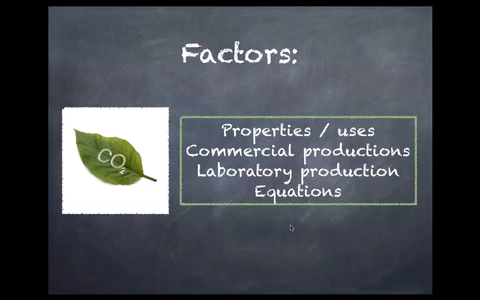 Factors:
CO₂
Properties / uses
Commercial productions
Laboratory production
Equations